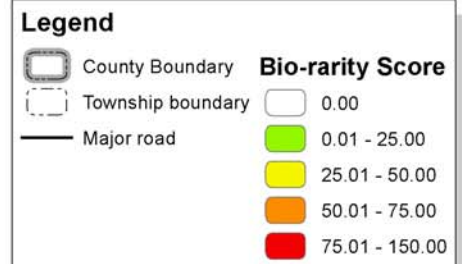 Legend
County Boundary
Township boundary
Major road
Bio-rarity Score
0.00
0.01 - 25.00
25.01 - 50.00
50.01 - 75.00
75.01 - 150.00